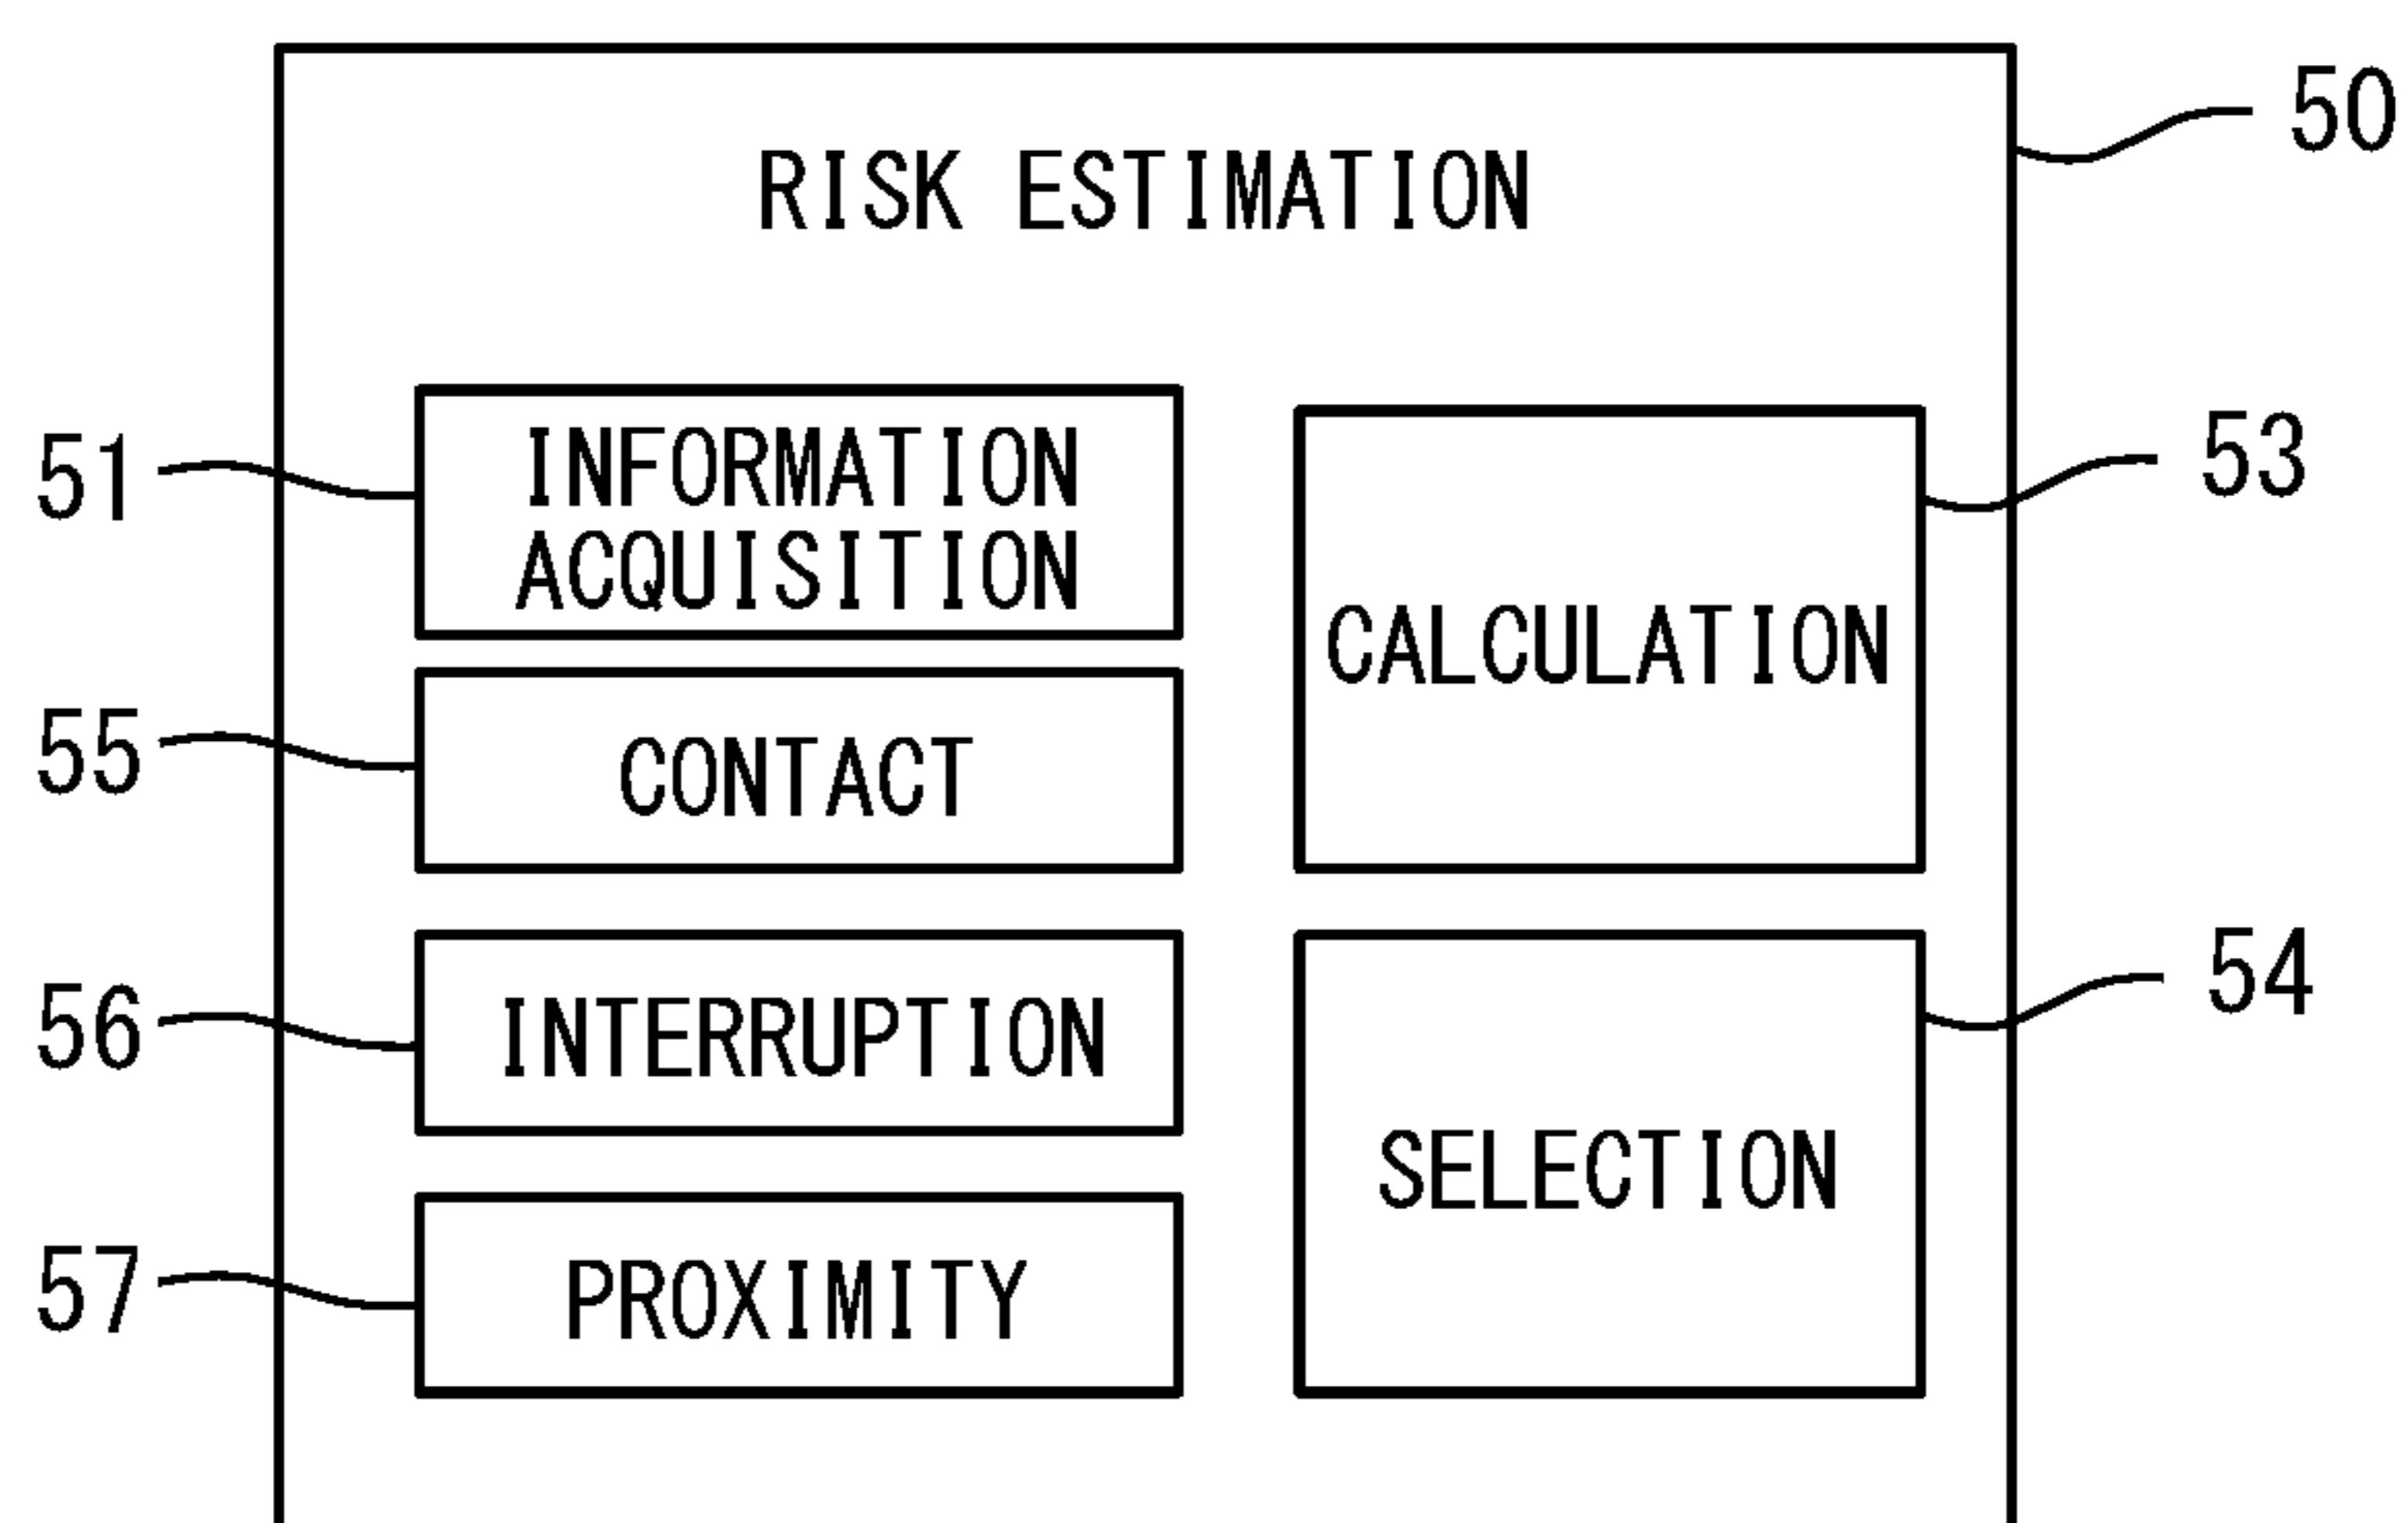 RISK ESTIMATION
50
51
INFORMATION
ACQUISITION
53
CALCULATION
55
CONTACT
56
INTERRUPTION
54
SELECTION
57
PROXIMITY